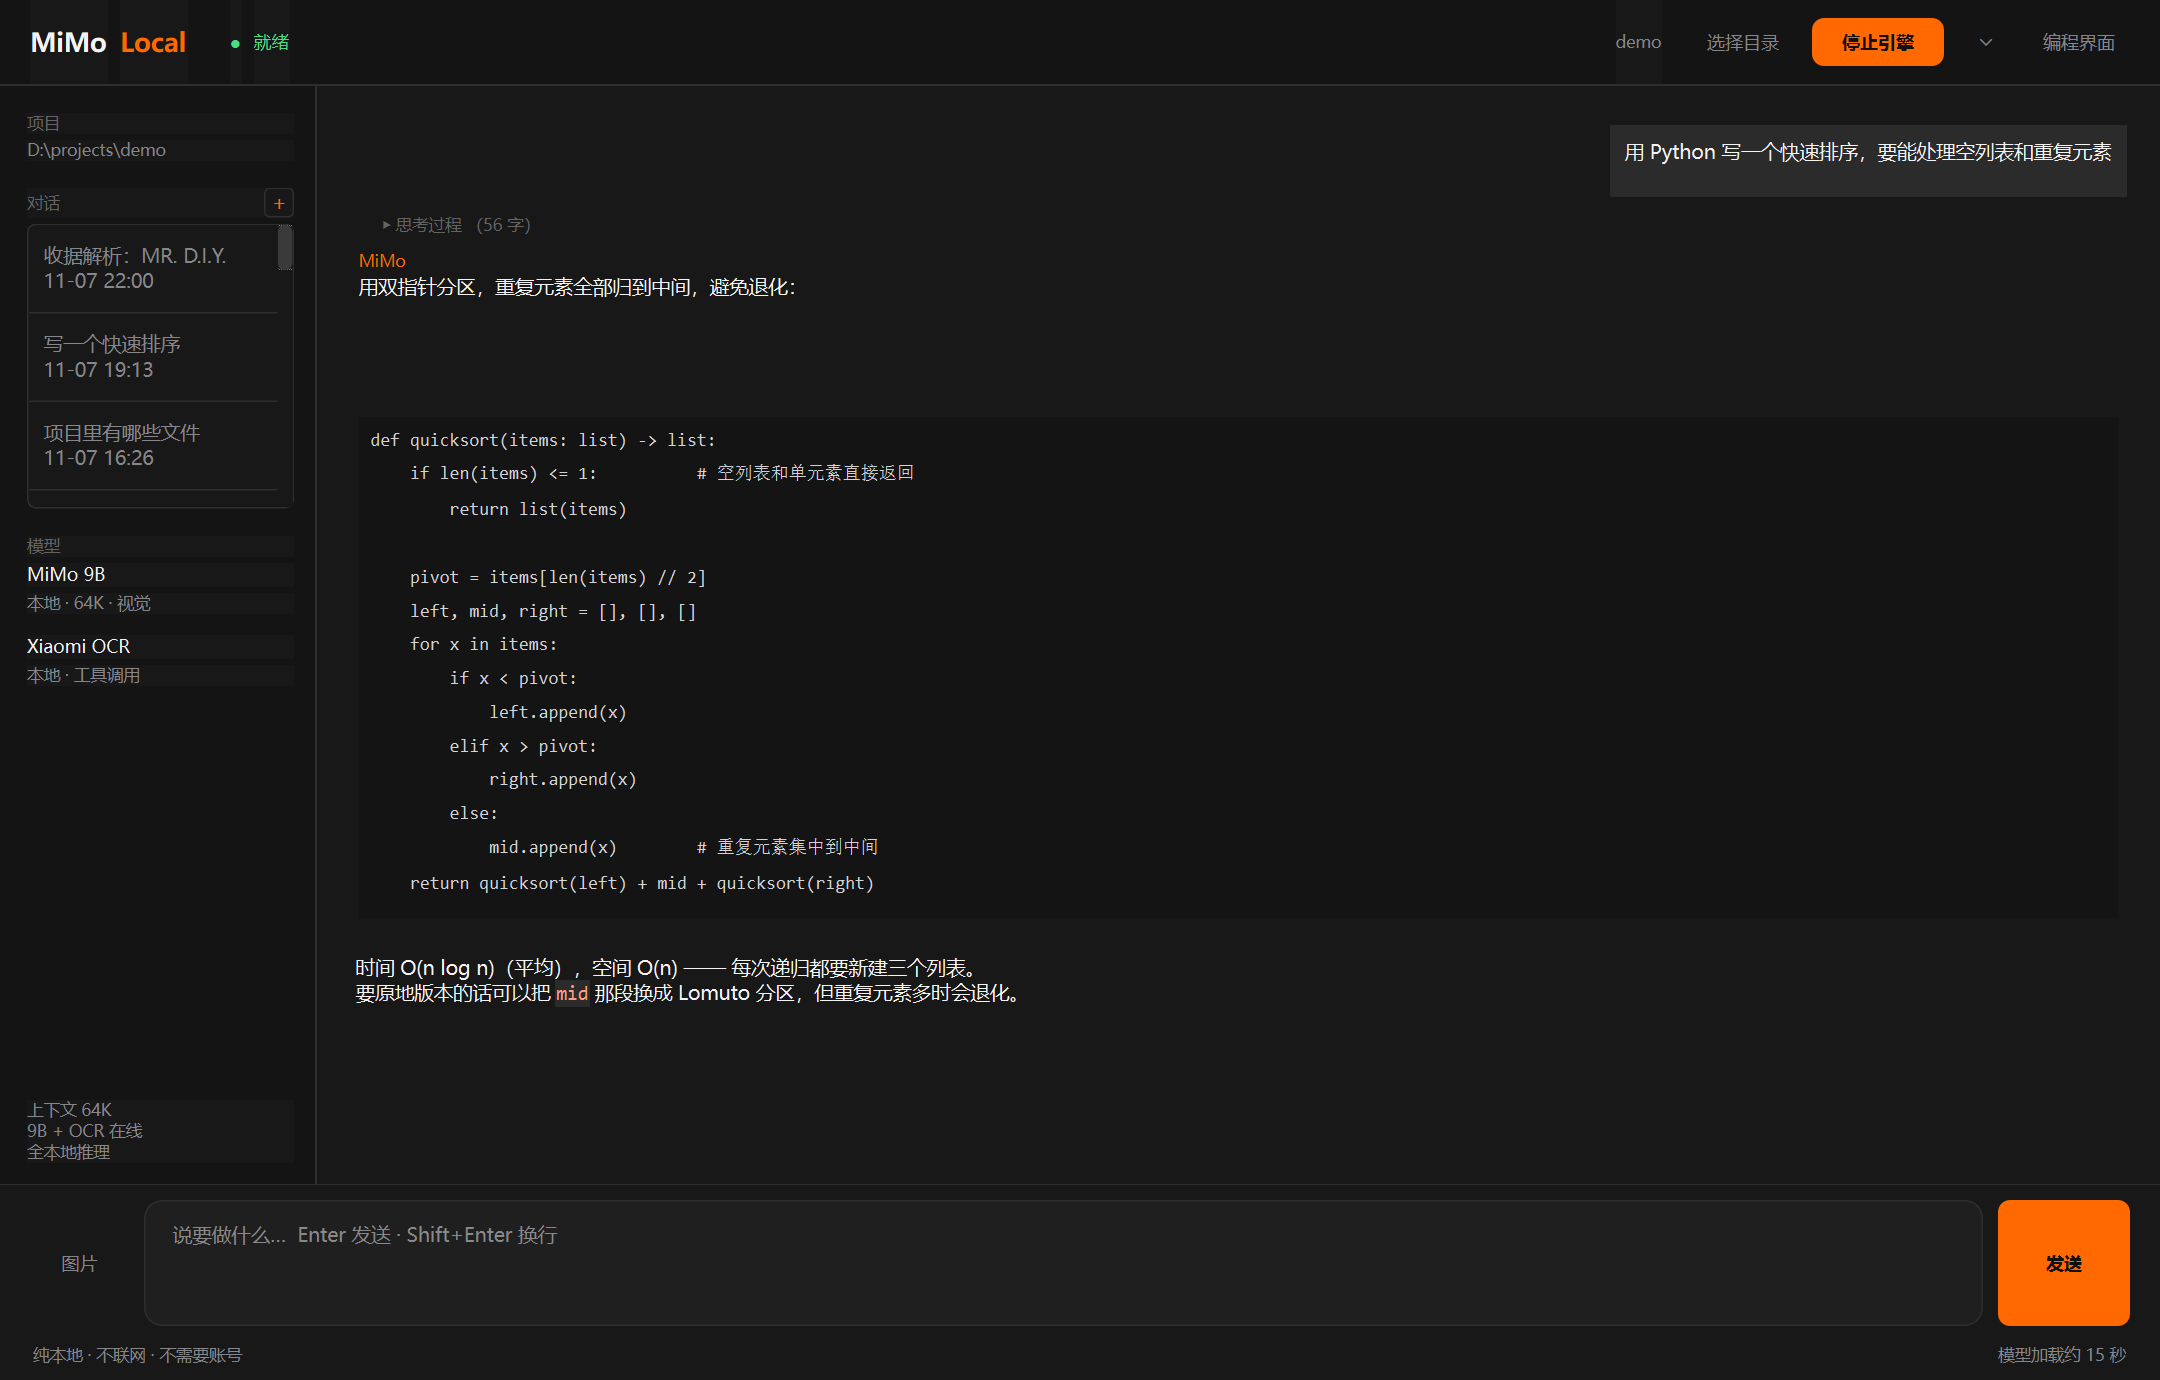 MiMo Local ● 就绪 demo 选择目录 停止引擎 编程界面
项目
D:\projects\demo
对话 +
收据解析：MR. D.I.Y.
11-07 22:00
写一个快速排序
11-07 19:13
项目里有哪些文件
11-07 16:26
模型
MiMo 9B
本地 · 64K · 视觉
Xiaomi OCR
本地 · 工具调用
上下文 64K
9B + OCR 在线
全本地推理
用 Python 写一个快速排序，要能处理空列表和重复元素
▸ 思考过程 （56 字）
MiMo
用双指针分区，重复元素全部归到中间，避免退化：
def quicksort(items: list) -> list:
    if len(items) <= 1:          # 空列表和单元素直接返回
        return list(items)
    pivot = items[len(items) // 2]
    left, mid, right = [], [], []
    for x in items:
        if x < pivot:
            left.append(x)
        elif x > pivot:
            right.append(x)
        else:
            mid.append(x)        # 重复元素集中到中间
    return quicksort(left) + mid + quicksort(right)
时间 O(n log n)（平均），空间 O(n) —— 每次递归都要新建三个列表。
要原地版本的话可以把 mid 那段换成 Lomuto 分区，但重复元素多时会退化。
图片
说要做什么… Enter 发送 · Shift+Enter 换行
发送
纯本地 · 不联网 · 不需要账号
模型加载约 15 秒